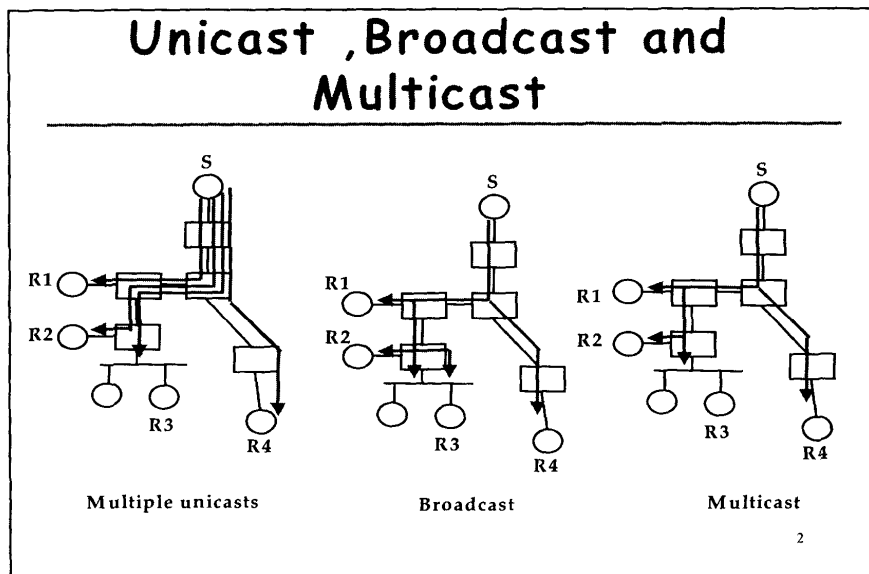 Unicast ,Broadcast and
Multicast
S
R1
R2
R3
R4
Multiple unicasts
S
R1
R2
R3
R4
Broadcast
S
R1
R2
R3
R4
Multicast
2